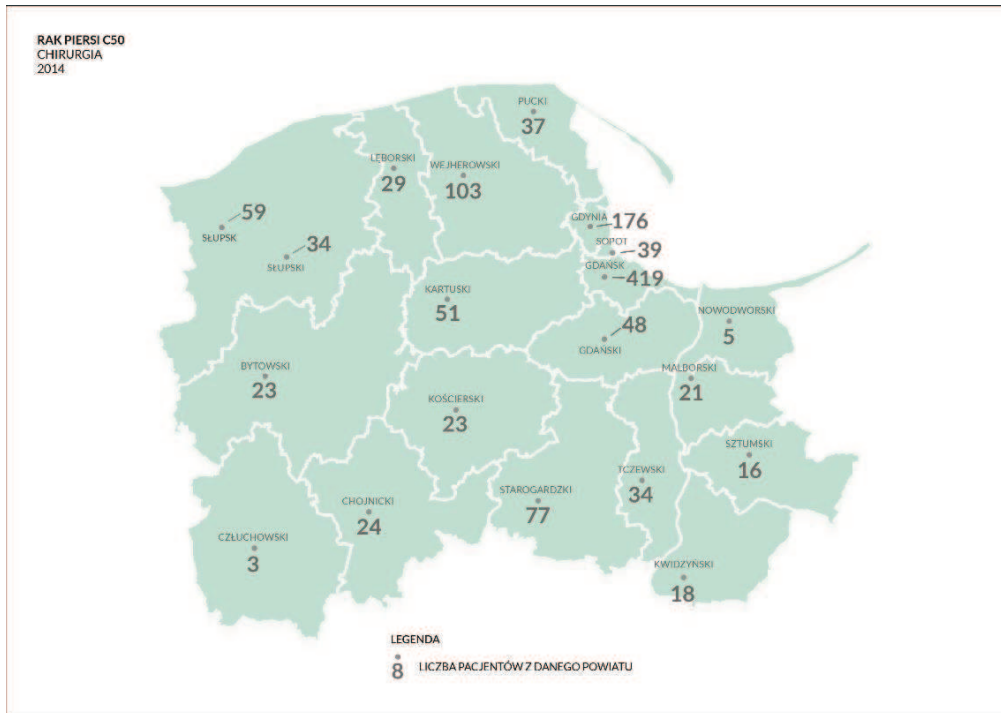 RAK PIERSI C50
CHIRURGIA
2014
PUCKI
37
LĘBORSKI
29
WEJHEROWSKI
103
59
SŁUPSK
34
SŁUPSKI
GDYNIA
176
SOPOT
39
GDAŃSK
419
KARTUSKI
51
48
GDAŃSKI
NOWODWORSKI
5
BYTOWSKI
23
KOŚCIERSKI
23
MALBORSKI
21
SZTUMSKI
16
TCZEWSKI
34
STAROGARDZKI
77
CHOJNICKI
24
CZŁUCHOWSKI
3
KWIDZYŃSKI
18
LEGENDA
8 LICZBA PACJENTÓW Z DANEGO POWIATU